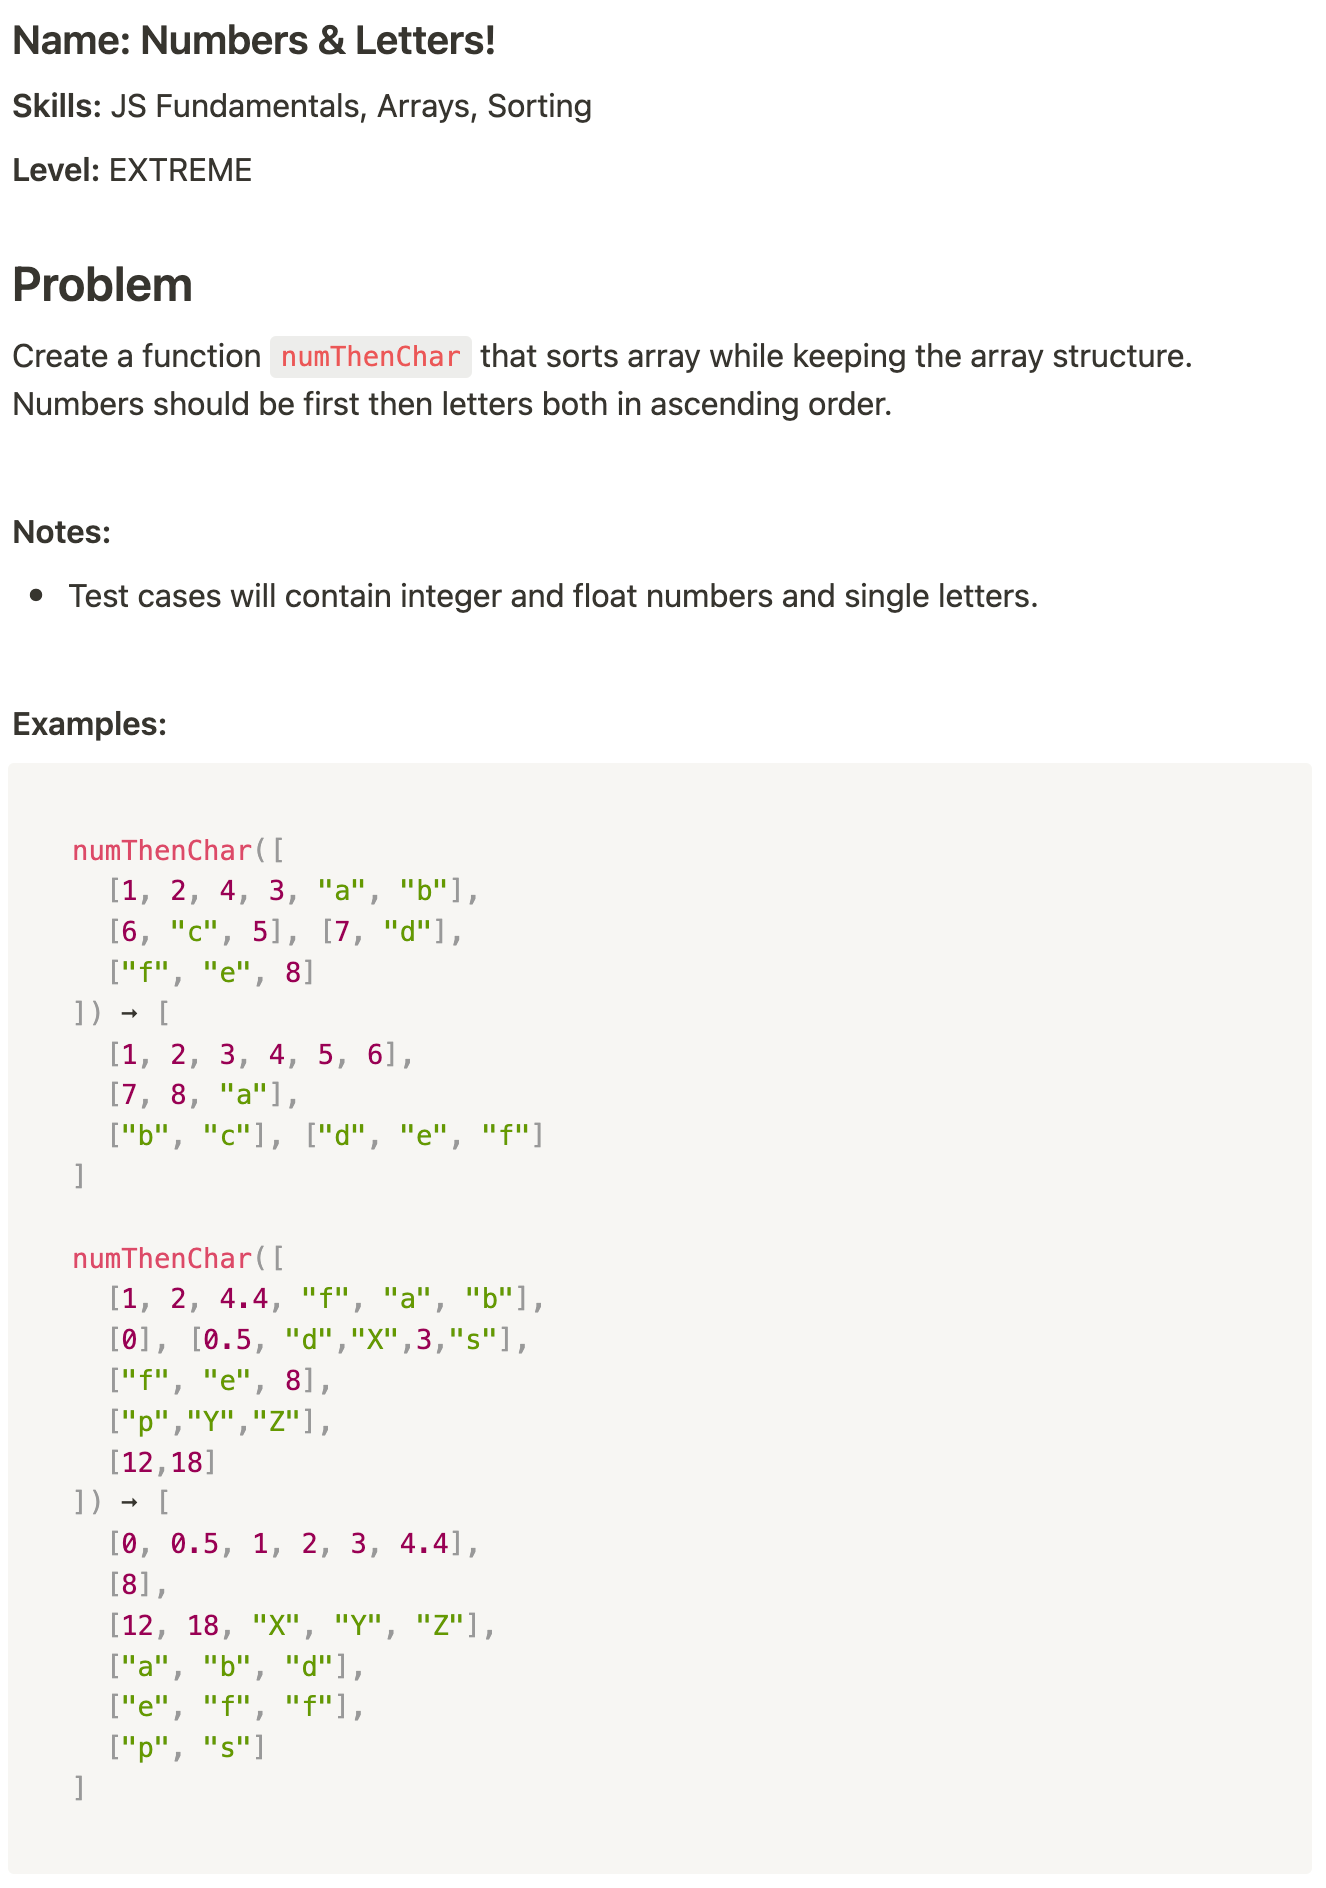 Name: Numbers & Letters!
Skills: JS Fundamentals, Arrays, Sorting
Level: EXTREME
Problem
Create a function numThenChar that sorts array while keeping the array structure.
Numbers should be first then letters both in ascending order.
Notes:
• Test cases will contain integer and float numbers and single letters.
Examples:
numThenChar([
  [1, 2, 4, 3, "a", "b"],
  [6, "c", 5], [7, "d"],
  ["f", "e", 8]
]) → [
  [1, 2, 3, 4, 5, 6],
  [7, 8, "a"],
  ["b", "c"], ["d", "e", "f"]
]
numThenChar([
  [1, 2, 4.4, "f", "a", "b"],
  [0], [0.5, "d","X",3,"s"],
  ["f", "e", 8],
  ["p","Y","Z"],
  [12,18]
]) → [
  [0, 0.5, 1, 2, 3, 4.4],
  [8],
  [12, 18, "X", "Y", "Z"],
  ["a", "b", "d"],
  ["e", "f", "f"],
  ["p", "s"]
]